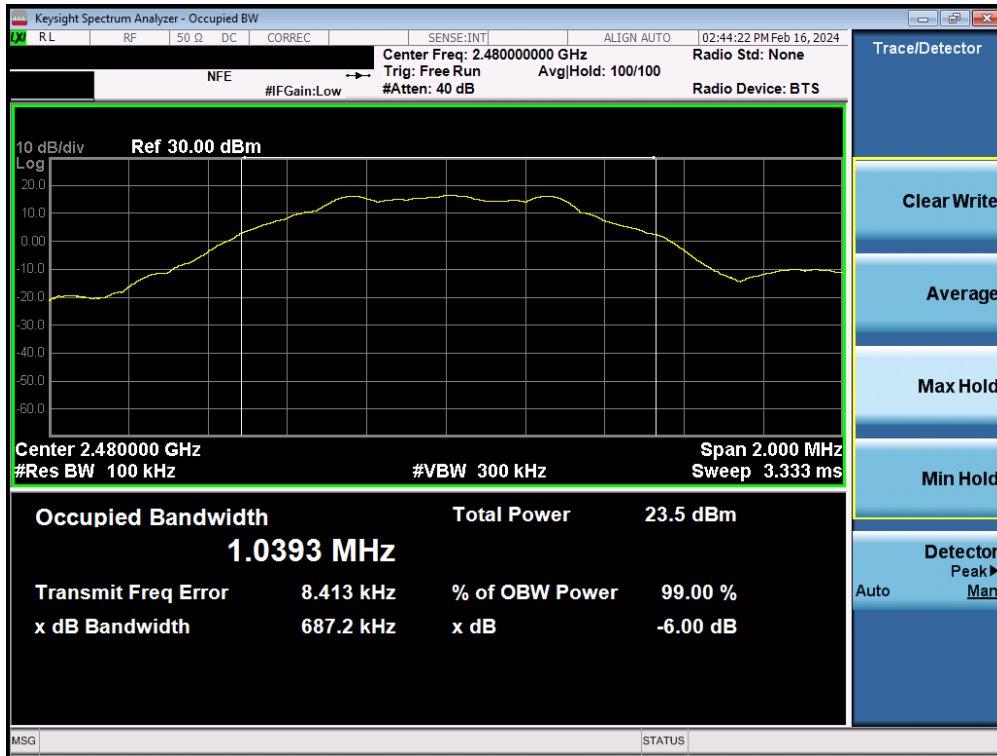 Keysight Spectrum Analyzer - Occupied BW
LXI RL RF 50 Ω DC CORREC SENSE:INT ALIGN AUTO 02:44:22 PM Feb 16, 2024
Center Freq: 2.480000000 GHz Radio Std: None
NFE Trig: Free Run Avg|Hold: 100/100
#IFGain:Low #Atten: 40 dB Radio Device: BTS
Trace/Detector
10 dB/div Ref 30.00 dBm
Log
20.0
10.0
0.00
-10.0
-20.0
-30.0
-40.0
-50.0
-60.0
Center 2.480000 GHz Span 2.000 MHz
#Res BW 100 kHz #VBW 300 kHz Sweep 3.333 ms
Occupied Bandwidth Total Power 23.5 dBm
1.0393 MHz
Transmit Freq Error 8.413 kHz % of OBW Power 99.00 %
x dB Bandwidth 687.2 kHz x dB -6.00 dB
Clear Write
Average
Max Hold
Min Hold
Detector
Peak▶
Auto Man
MSG STATUS